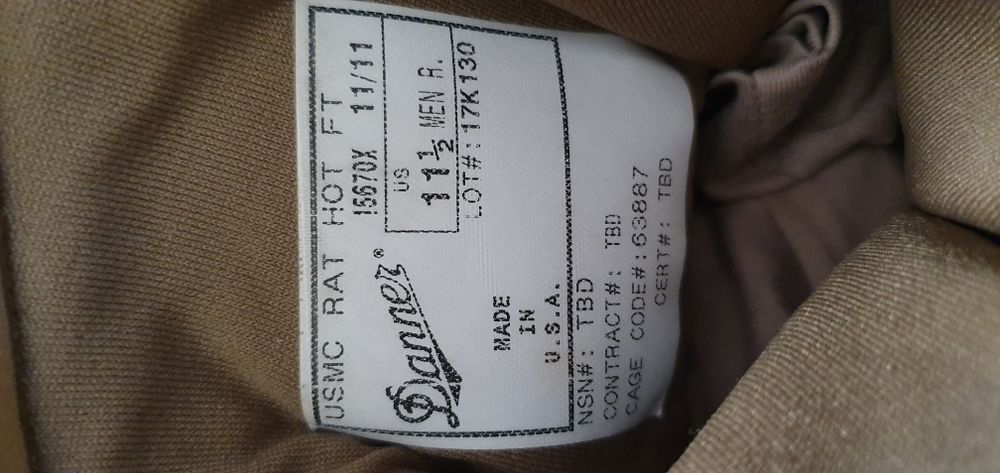 USMC RAT HOT FT
15670X 11/11
US
11 1/2 MEN R.
LOT#: 17K130
Danner®
MADE
IN
U.S.A.
NSN#: TBD
CONTRACT#: TBD
CAGE CODE#: 63887
CERT#: TBD